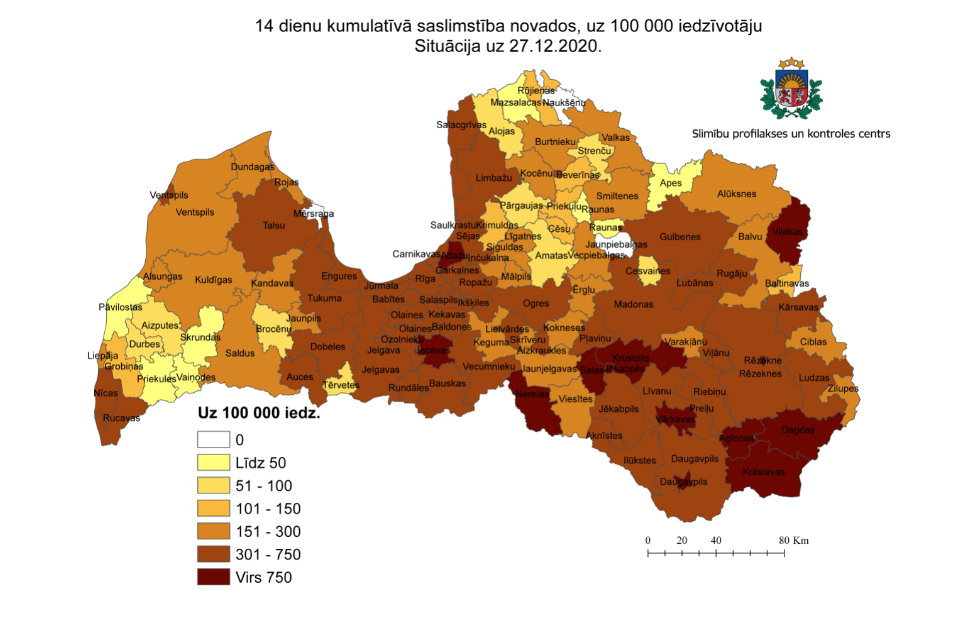 14 dienu kumulatīvā saslimstība novados, uz 100 000 iedzīvotāju
Situācija uz 27.12.2020.
Slimību profilakses un kontroles centrs
Rūjienas
Mazsalacas
Naukšēnu
Salacgrīvas
Alojas
Burtnieku
Valkas
Strenču
Dundagas
Rojas
Limbažu
Kocēnu
Beverīnas
Apes
Ventspils
Ventspils
Smiltenes
Alūksnes
Pārgaujas
Priekuļu
Raunas
Mērsraga
Talsu
Saulkrastu
Krimuldas
Cēsu
Raunas
Sējas
Līgatnes
Gulbenes
Balvu
Viļakas
Jaunpiebalgas
Siguldas
Carnikavas
Ādažu
Inčukalna
Amatas
Vecpiebalgas
Garkalnes
Cesvaines
Rugāju
Alsungas
Kuldīgas
Kandavas
Engures
Rīga
Ropažu
Mālpils
Lubānas
Baltinavas
Jūrmala
Ērgļu
Tukuma
Babītes
Salaspils
Ikšķiles
Ogres
Madonas
Kārsavas
Pāvilostas
Aizputes
Brocēnu
Jaunpils
Olaines
Kekavas
Olaines
Baldones
Lielvārdes
Kokneses
Skrundas
Durbes
Ozolnieku
Ķeguma
Skrīveru
Pļaviņu
Varakļānu
Ciblas
Dobeles
Jelgava
Iecavas
Aizkraukles
Liepāja
Saldus
Krustpils
Viļānu
Rēzekne
Grobiņas
Vecumnieku
Jaunjelgavas
Salas
Jēkabpils
Rēzeknes
Jelgavas
Priekules
Vaiņodes
Auces
Tērvetes
Rundāles
Bauskas
Ludzas
Nīcas
Neretas
Viesītes
Līvānu
Riebiņu
Zilupes
Rucavas
Jēkabpils
Preiļu
Vārkavas
Dagdas
Aknīstes
Aglonas
Ilūkstes
Daugavpils
Krāslavas
Daugavpils
Uz 100 000 iedz.
0
Līdz 50
51 - 100
101 - 150
151 - 300
301 - 750
Virs 750
0 20 40 80 Km